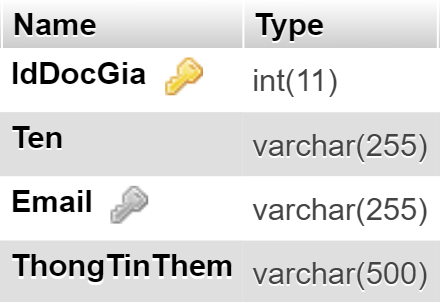 Name Type
IdDocGia int(11)
Ten varchar(255)
Email varchar(255)
ThongTinThem varchar(500)